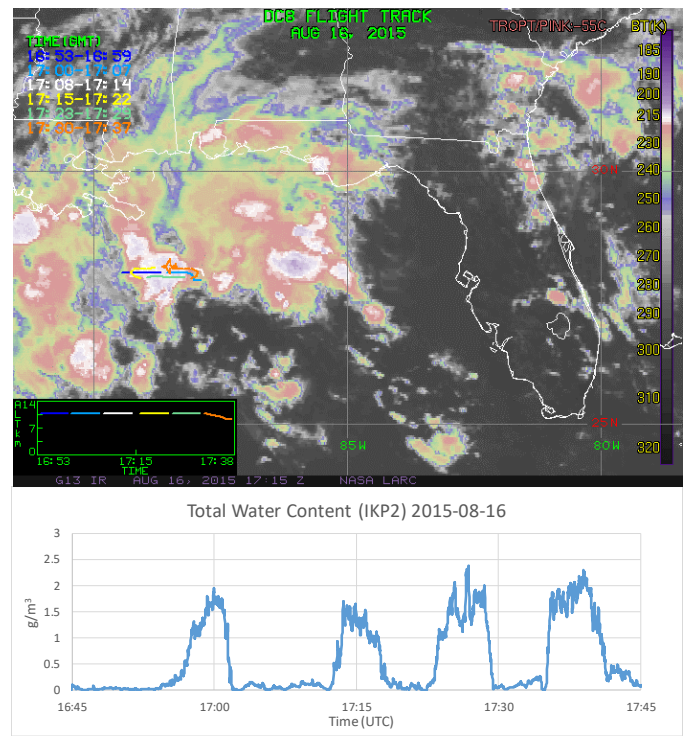 DC8 FLIGHT TRACK
AUG 16, 2015
TROPT/PINK:-55C
BT(K)
TIME(GMT)
16:53-16:59
17:00-17:07
17:08-17:14
17:15-17:22
17:30-17:37
185
190
200
215
230
240
250
260
270
280
290
300
310
320
30N
25N
85W
80W
A14
L
T 7
K
m 0
16:53 17:15 17:38
TIME
G13 IR AUG 16, 2015 17:15 Z NASA LARC
Total Water Content (IKP2) 2015-08-16
g/m³
3
2.5
2
1.5
1
0.5
0
16:45 17:00 17:15 17:30 17:45
Time (UTC)